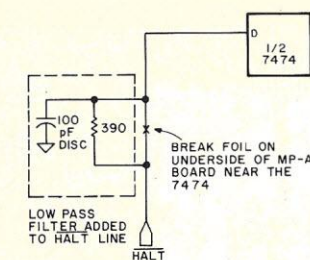 D
1/2
7474
100
pF
DISC
390
BREAK FOIL ON
UNDERSIDE OF MP-A
BOARD NEAR THE
7474
LOW PASS
FILTER ADDED
TO HALT LINE
HALT